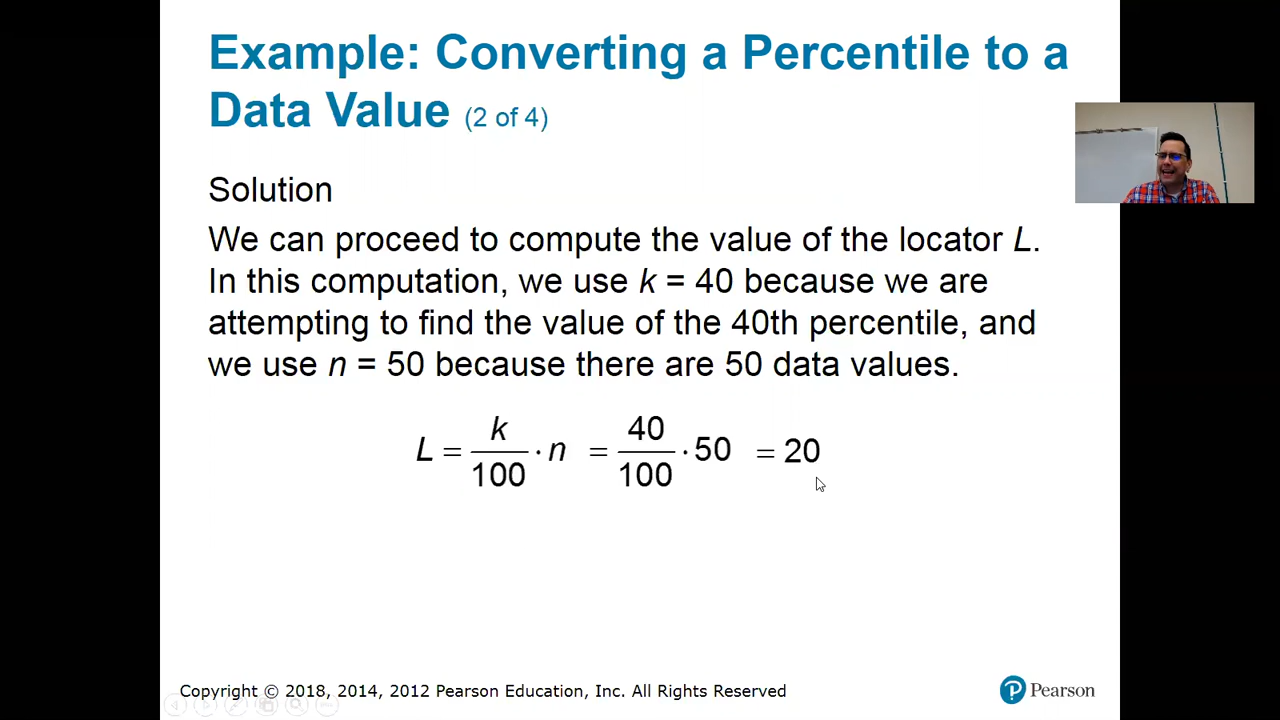 Example: Converting a Percentile to a
Data Value (2 of 4)
Solution
We can proceed to compute the value of the locator L.
In this computation, we use k = 40 because we are
attempting to find the value of the 40th percentile, and
we use n = 50 because there are 50 data values.
L = k/100 · n = 40/100 · 50 = 20
Copyright © 2018, 2014, 2012 Pearson Education, Inc. All Rights Reserved
P Pearson